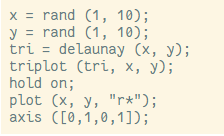 x = rand (1, 10);
y = rand (1, 10);
tri = delaunay (x, y);
triplot (tri, x, y);
hold on;
plot (x, y, "r*");
axis ([0,1,0,1]);